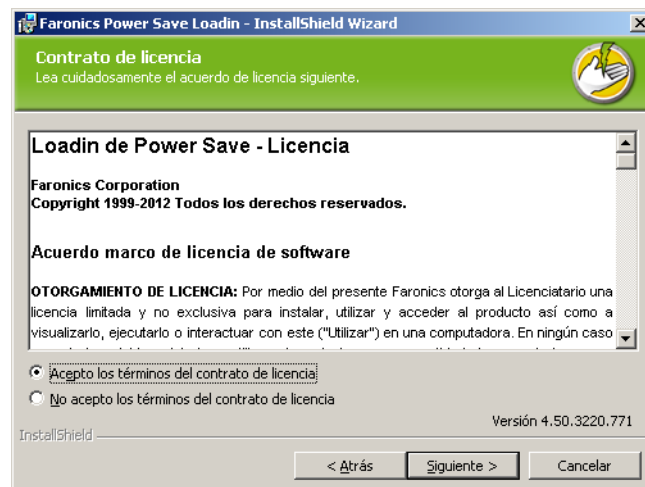 Faronics Power Save Loadin - InstallShield Wizard
Contrato de licencia
Lea cuidadosamente el acuerdo de licencia siguiente.
Loadin de Power Save - Licencia
Faronics Corporation
Copyright 1999-2012 Todos los derechos reservados.
Acuerdo marco de licencia de software
OTORGAMIENTO DE LICENCIA: Por medio del presente Faronics otorga al Licenciatario una
licencia limitada y no exclusiva para instalar, utilizar y acceder al producto así como a
visualizarlo, ejecutarlo o interactuar con este ("Utilizar") en una computadora. En ningún caso
Acepto los términos del contrato de licencia
No acepto los términos del contrato de licencia
Versión 4.50.3220.771
InstallShield
< Atrás Siguiente > Cancelar